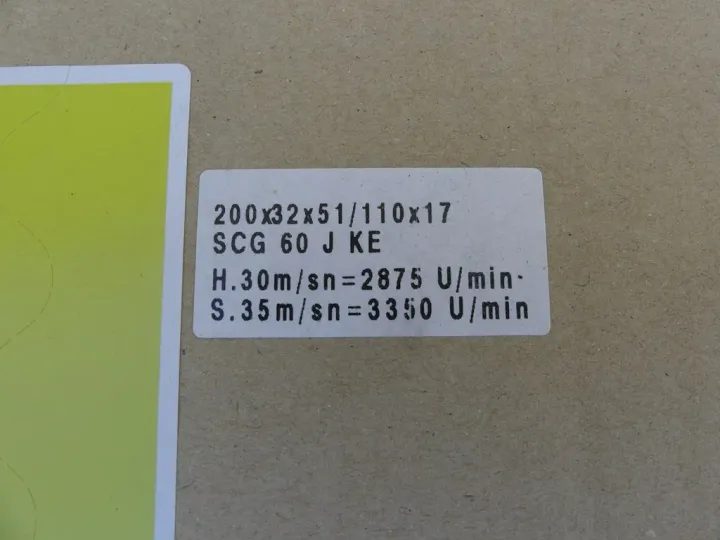 200x32x51/110x17
SCG 60 J KE
H.30m/sn=2875 U/min·
S.35m/sn=3350 U/min